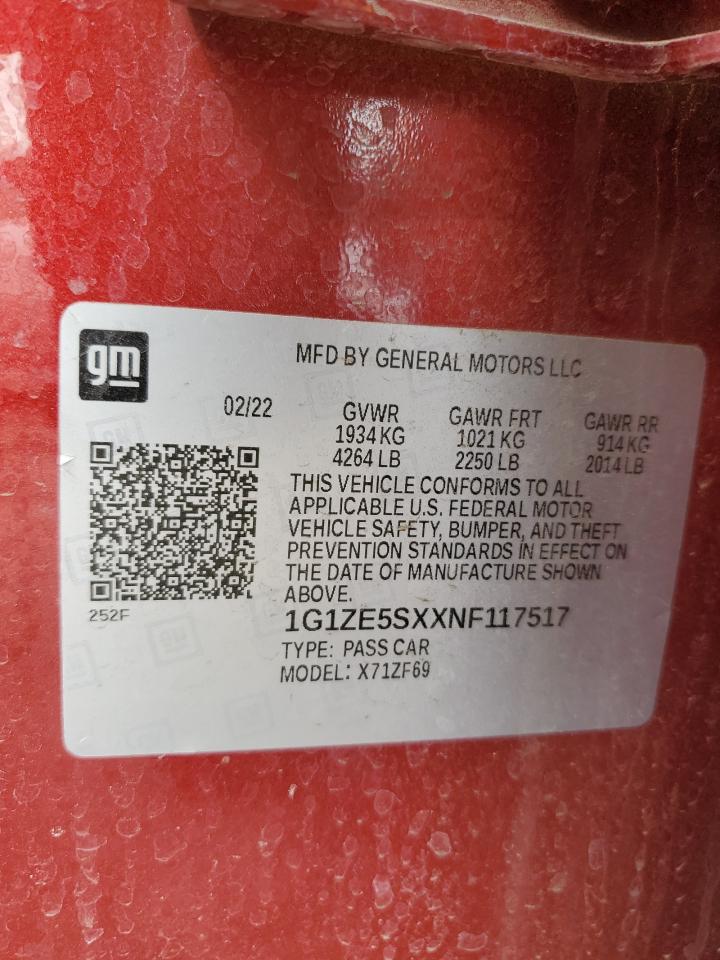 gm
MFD BY GENERAL MOTORS LLC
02/22
GVWR GAWR FRT GAWR RR
1934 KG 1021 KG 914 KG
4264 LB 2250 LB 2014 LB
THIS VEHICLE CONFORMS TO ALL
APPLICABLE U.S. FEDERAL MOTOR
VEHICLE SAFETY, BUMPER, AND THEFT
PREVENTION STANDARDS IN EFFECT ON
THE DATE OF MANUFACTURE SHOWN
ABOVE.
252F
1G1ZE5SXXNF117517
TYPE: PASS CAR
MODEL: X71ZF69